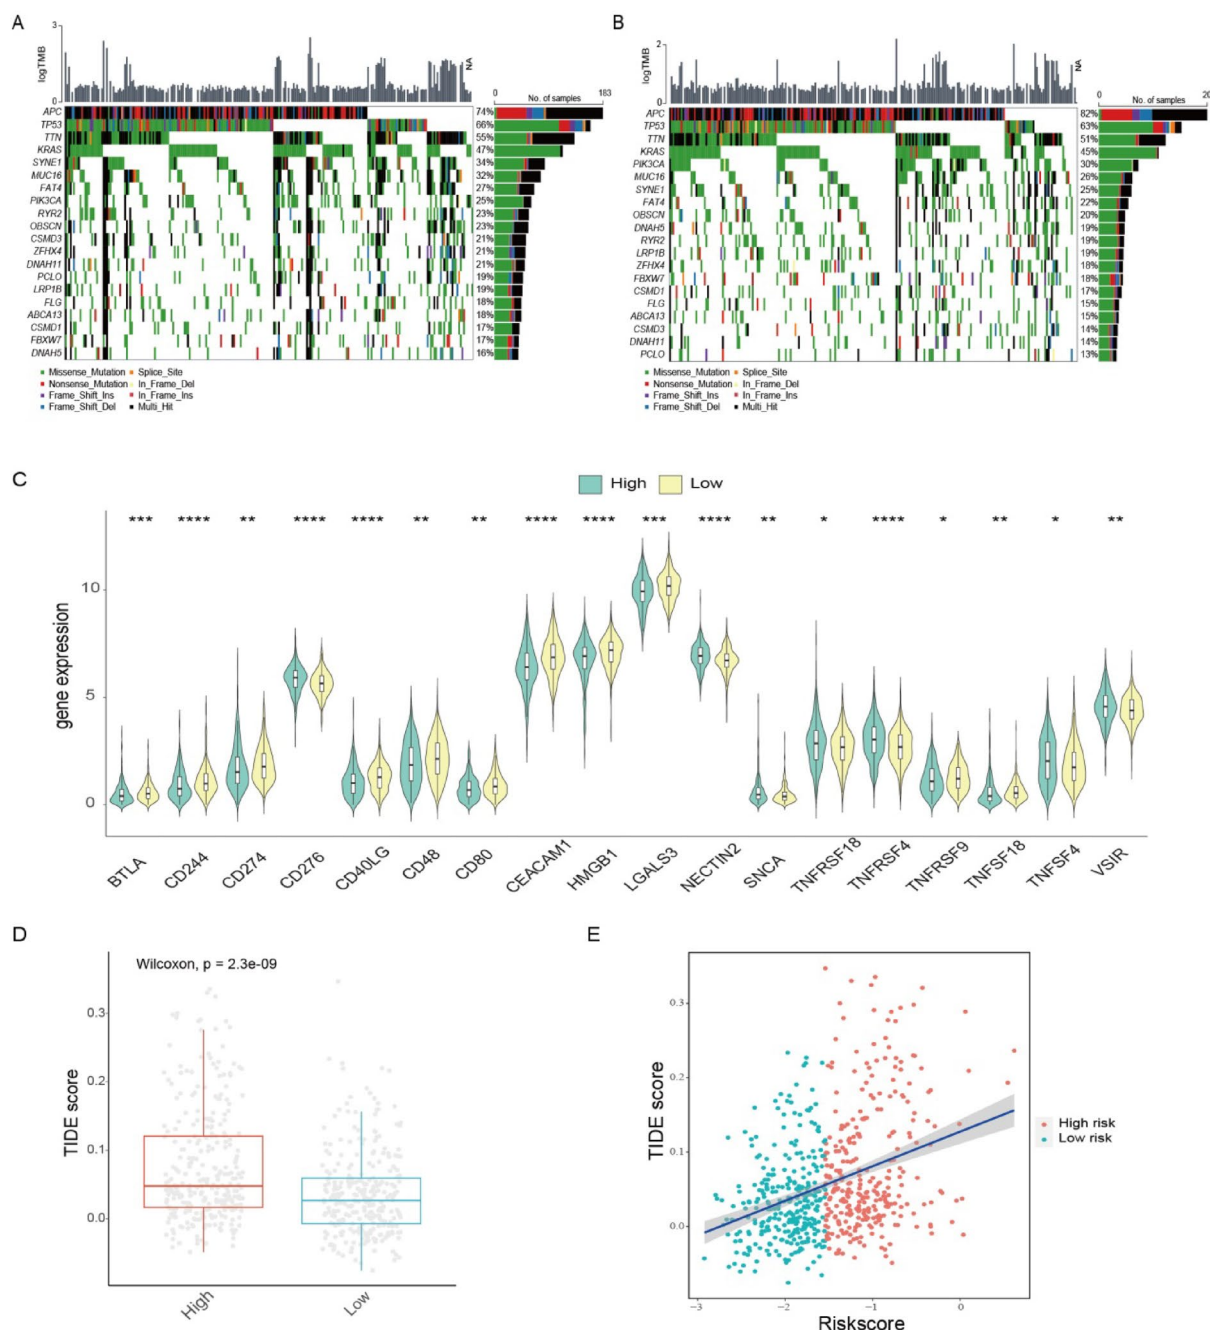 A
3
logTMB
0
NA
0
183
No. of samples
APC 74%
TP53 66%
TTN 55%
KRAS 47%
SYNE1 34%
MUC16 32%
FAT4 27%
PIK3CA 25%
RYR2 23%
OBSCN 23%
CSMD3 21%
ZFHX4 21%
DNAH11 21%
PCLO 19%
LRP1B 19%
FLG 18%
ABCA13 18%
CSMD1 17%
FBXW7 17%
DNAH5 16%
Missense_Mutation Splice_Site
Nonsense_Mutation In_Frame_Del
Frame_Shift_Ins In_Frame_Ins
Frame_Shift_Del Multi_Hit
B
2
logTMB
0
NA
0
20
No. of samples
APC 82%
TP53 63%
TTN 51%
KRAS 45%
PIK3CA 30%
MUC16 26%
SYNE1 25%
FAT4 22%
OBSCN 20%
DNAH5 19%
RYR2 19%
LRP1B 19%
ZFHX4 18%
FBXW7 18%
CSMD1 17%
FLG 15%
ABCA13 15%
CSMD3 14%
DNAH11 14%
PCLO 13%
Missense_Mutation Splice_Site
Nonsense_Mutation In_Frame_Del
Frame_Shift_Ins In_Frame_Ins
Frame_Shift_Del Multi_Hit
C
High Low
*** **** ** **** **** ** ** **** **** *** **** ** * **** * ** * **
gene expression
10
5
0
BTLA CD244 CD274 CD276 CD40LG CD48 CD80 CEACAM1 HMGB1 LGALS3 NECTIN2 SNCA TNFRSF18 TNFRSF4 TNFRSF9 TNFSF18 TNFSF4 VSIR
D
Wilcoxon, p = 2.3e-09
TIDE score
0.3
0.2
0.1
0.0
High Low
E
TIDE score
0.3
0.2
0.1
0.0
−3 −2 −1 0
Riskscore
High risk
Low risk